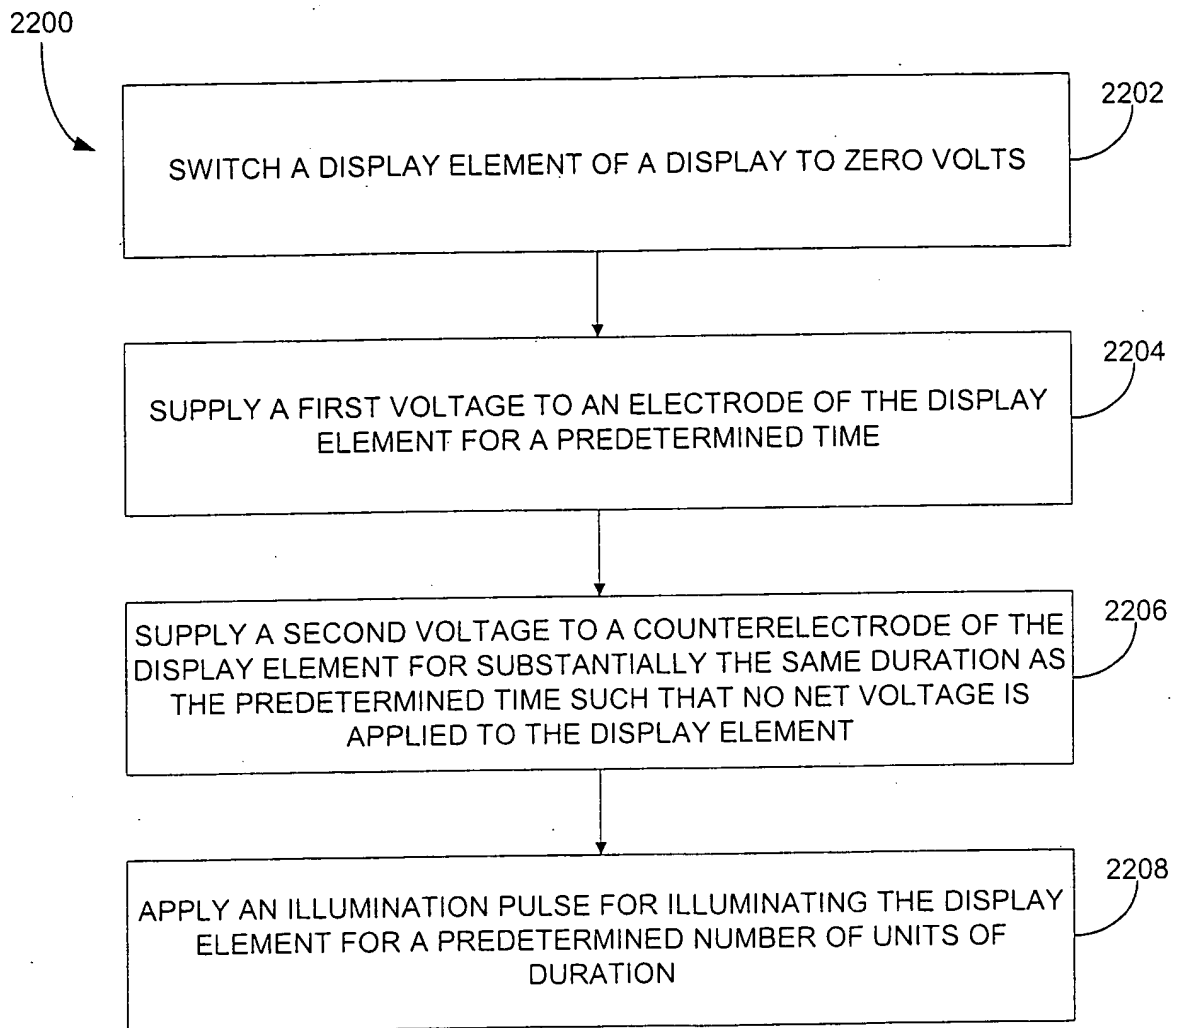 2200
2202
SWITCH A DISPLAY ELEMENT OF A DISPLAY TO ZERO VOLTS
2204
SUPPLY A FIRST VOLTAGE TO AN ELECTRODE OF THE DISPLAY
ELEMENT FOR A PREDETERMINED TIME
2206
SUPPLY A SECOND VOLTAGE TO A COUNTERELECTRODE OF THE
DISPLAY ELEMENT FOR SUBSTANTIALLY THE SAME DURATION AS
THE PREDETERMINED TIME SUCH THAT NO NET VOLTAGE IS
APPLIED TO THE DISPLAY ELEMENT
2208
APPLY AN ILLUMINATION PULSE FOR ILLUMINATING THE DISPLAY
ELEMENT FOR A PREDETERMINED NUMBER OF UNITS OF
DURATION